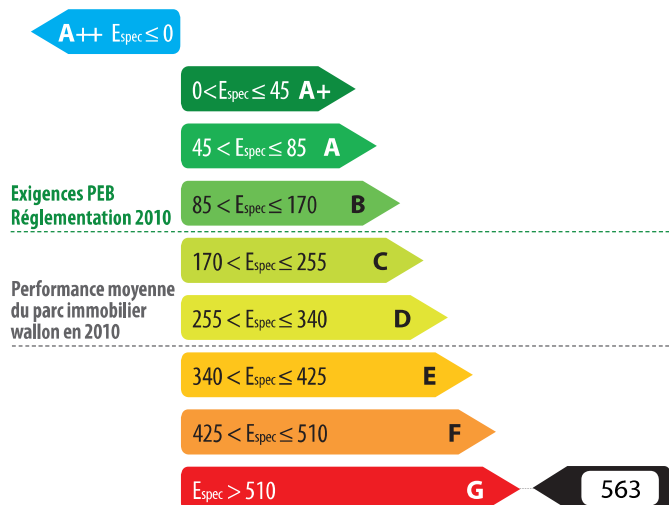 A++ Espec ≤ 0
0 < Espec ≤ 45 A+
45 < Espec ≤ 85 A
Exigences PEB
Réglementation 2010
85 < Espec ≤ 170 B
170 < Espec ≤ 255 C
Performance moyenne
du parc immobilier
wallon en 2010
255 < Espec ≤ 340 D
340 < Espec ≤ 425 E
425 < Espec ≤ 510 F
Espec > 510 G 563